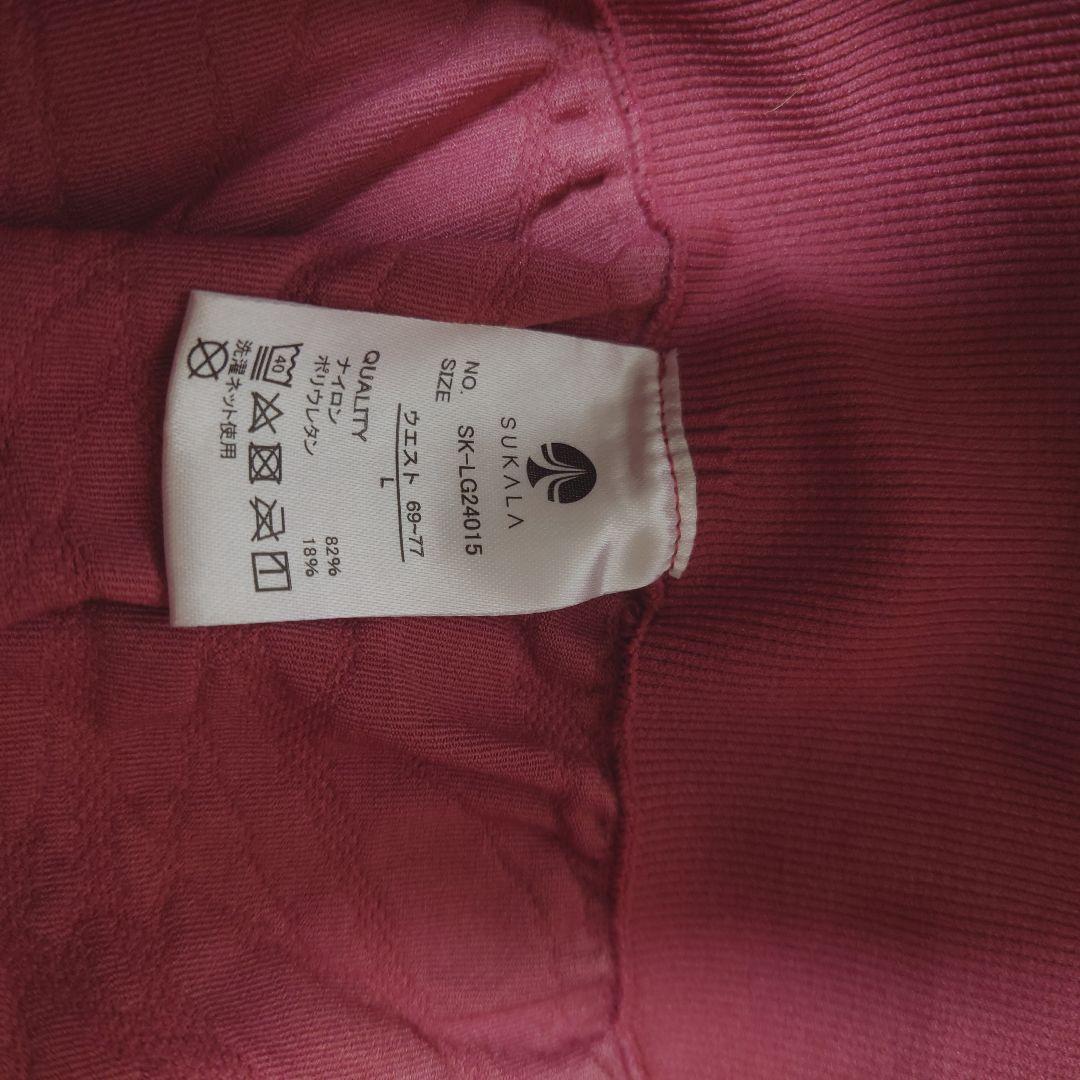 SUKALA
NO. SK-LG24015
SIZE
ウエスト 69~77
L
QUALITY
ナイロン 82%
ポリウレタン 18%
40
洗濯ネット使用